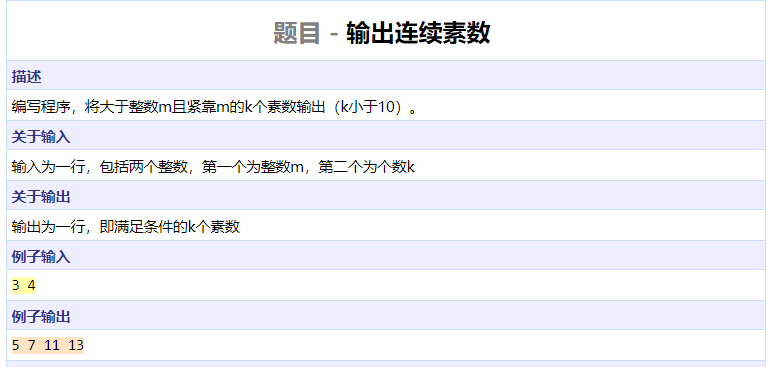 题目 - 输出连续素数
描述
编写程序，将大于整数m且紧靠m的k个素数输出（k小于10）。
关于输入
输入为一行，包括两个整数，第一个为整数m，第二个为个数k
关于输出
输出为一行，即满足条件的k个素数
例子输入
3 4
例子输出
5 7 11 13